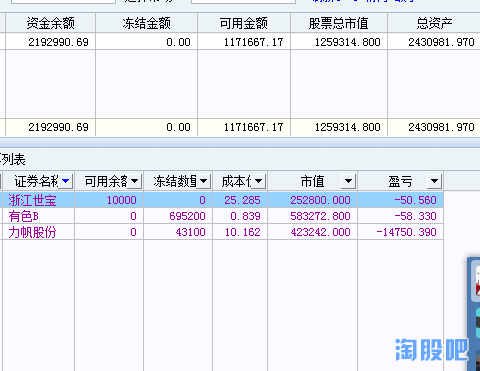 资金余额 冻结金额 可用金额 股票总市值 总资产
2192990.69 0.00 1171667.17 1259314.800 2430981.970
2192990.69 0.00 1171667.17 1259314.800 2430981.970
列表
证券名称 可用余额 冻结数量 成本价 市值 盈亏
浙江世宝 10000 0 25.285 252800.000 -50.560
有色B 0 695200 0.839 583272.800 -58.330
力帆股份 0 43100 10.162 423242.000 -14750.390
淘股吧